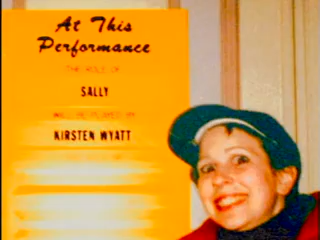 At This
Performance
THE ROLE OF
SALLY
WILL BE PLAYED BY
KIRSTEN WYATT